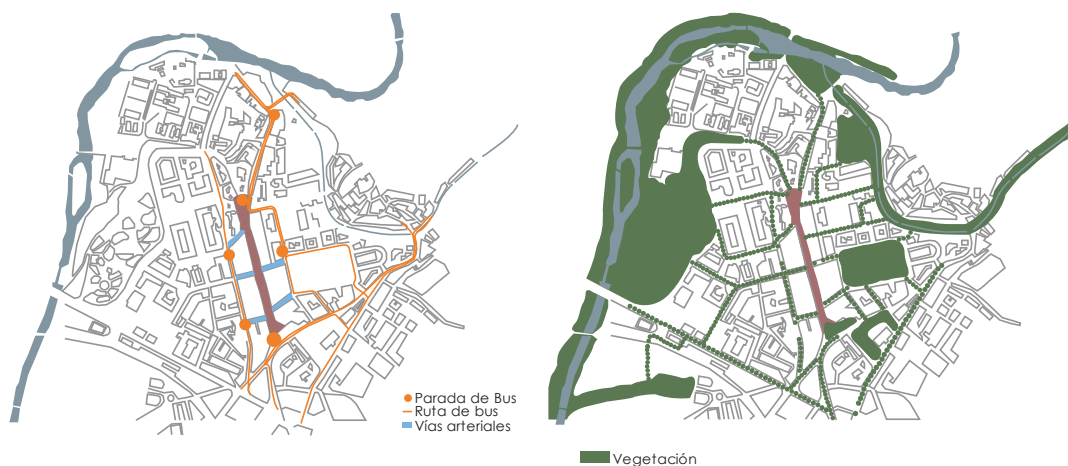 Parada de Bus
Ruta de bus
Vías arteriales
Vegetación